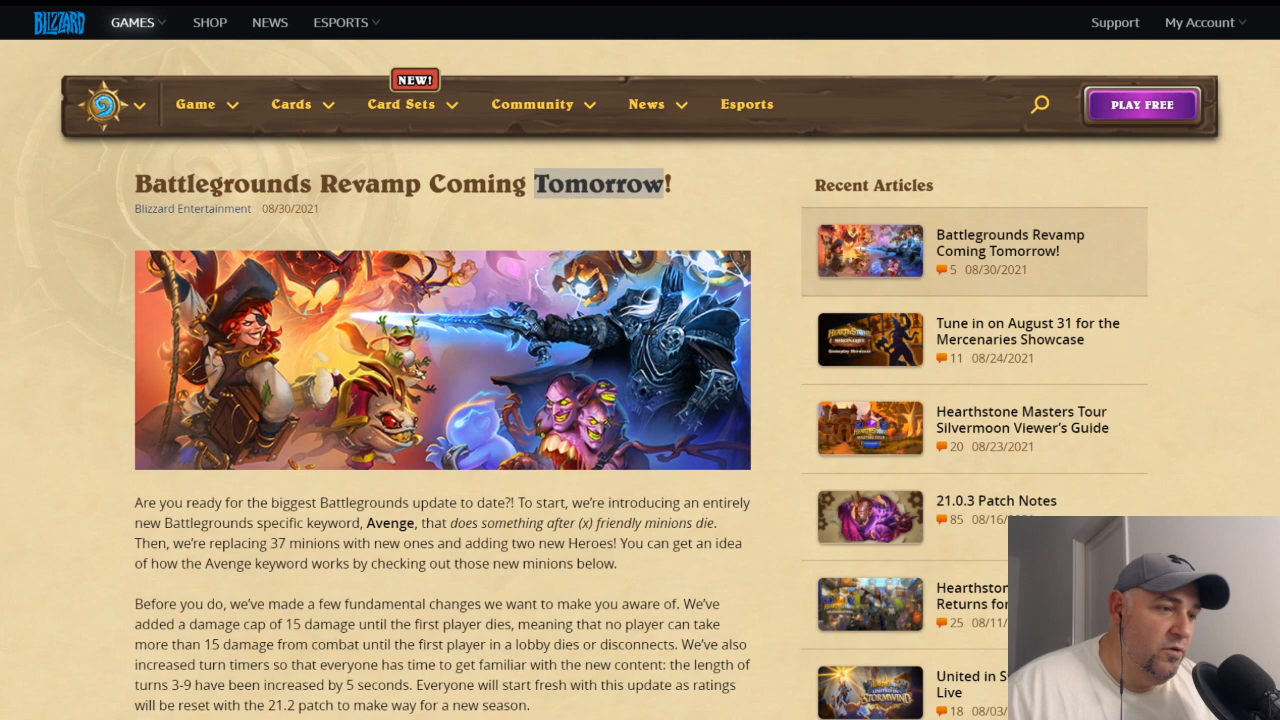 BLIZZARD
GAMES
SHOP
NEWS
ESPORTS
Support
My Account
NEW!
Game
Cards
Card Sets
Community
News
Esports
PLAY FREE
Battlegrounds Revamp Coming Tomorrow!
Blizzard Entertainment 08/30/2021
Are you ready for the biggest Battlegrounds update to date?! To start, we’re introducing an entirely
new Battlegrounds specific keyword, Avenge, that does something after (x) friendly minions die.
Then, we’re replacing 37 minions with new ones and adding two new Heroes! You can get an idea
of how the Avenge keyword works by checking out those new minions below.
Before you do, we’ve made a few fundamental changes we want to make you aware of. We’ve
added a damage cap of 15 damage until the first player dies, meaning that no player can take
more than 15 damage from combat until the first player in a lobby dies or disconnects. We’ve also
increased turn timers so that everyone has time to get familiar with the new content: the length of
turns 3-9 have been increased by 5 seconds. Everyone will start fresh with this update as ratings
will be reset with the 21.2 patch to make way for a new season.
Recent Articles
Battlegrounds Revamp
Coming Tomorrow!
5 08/30/2021
Tune in on August 31 for the
Mercenaries Showcase
11 08/24/2021
HEARTHSTONE
MERCENARIES
Hearthstone Masters Tour
Silvermoon Viewer’s Guide
20 08/23/2021
21.0.3 Patch Notes
85 08/16/
Hearthston
Returns for
25 08/11/
United in S
Live
18 08/03/